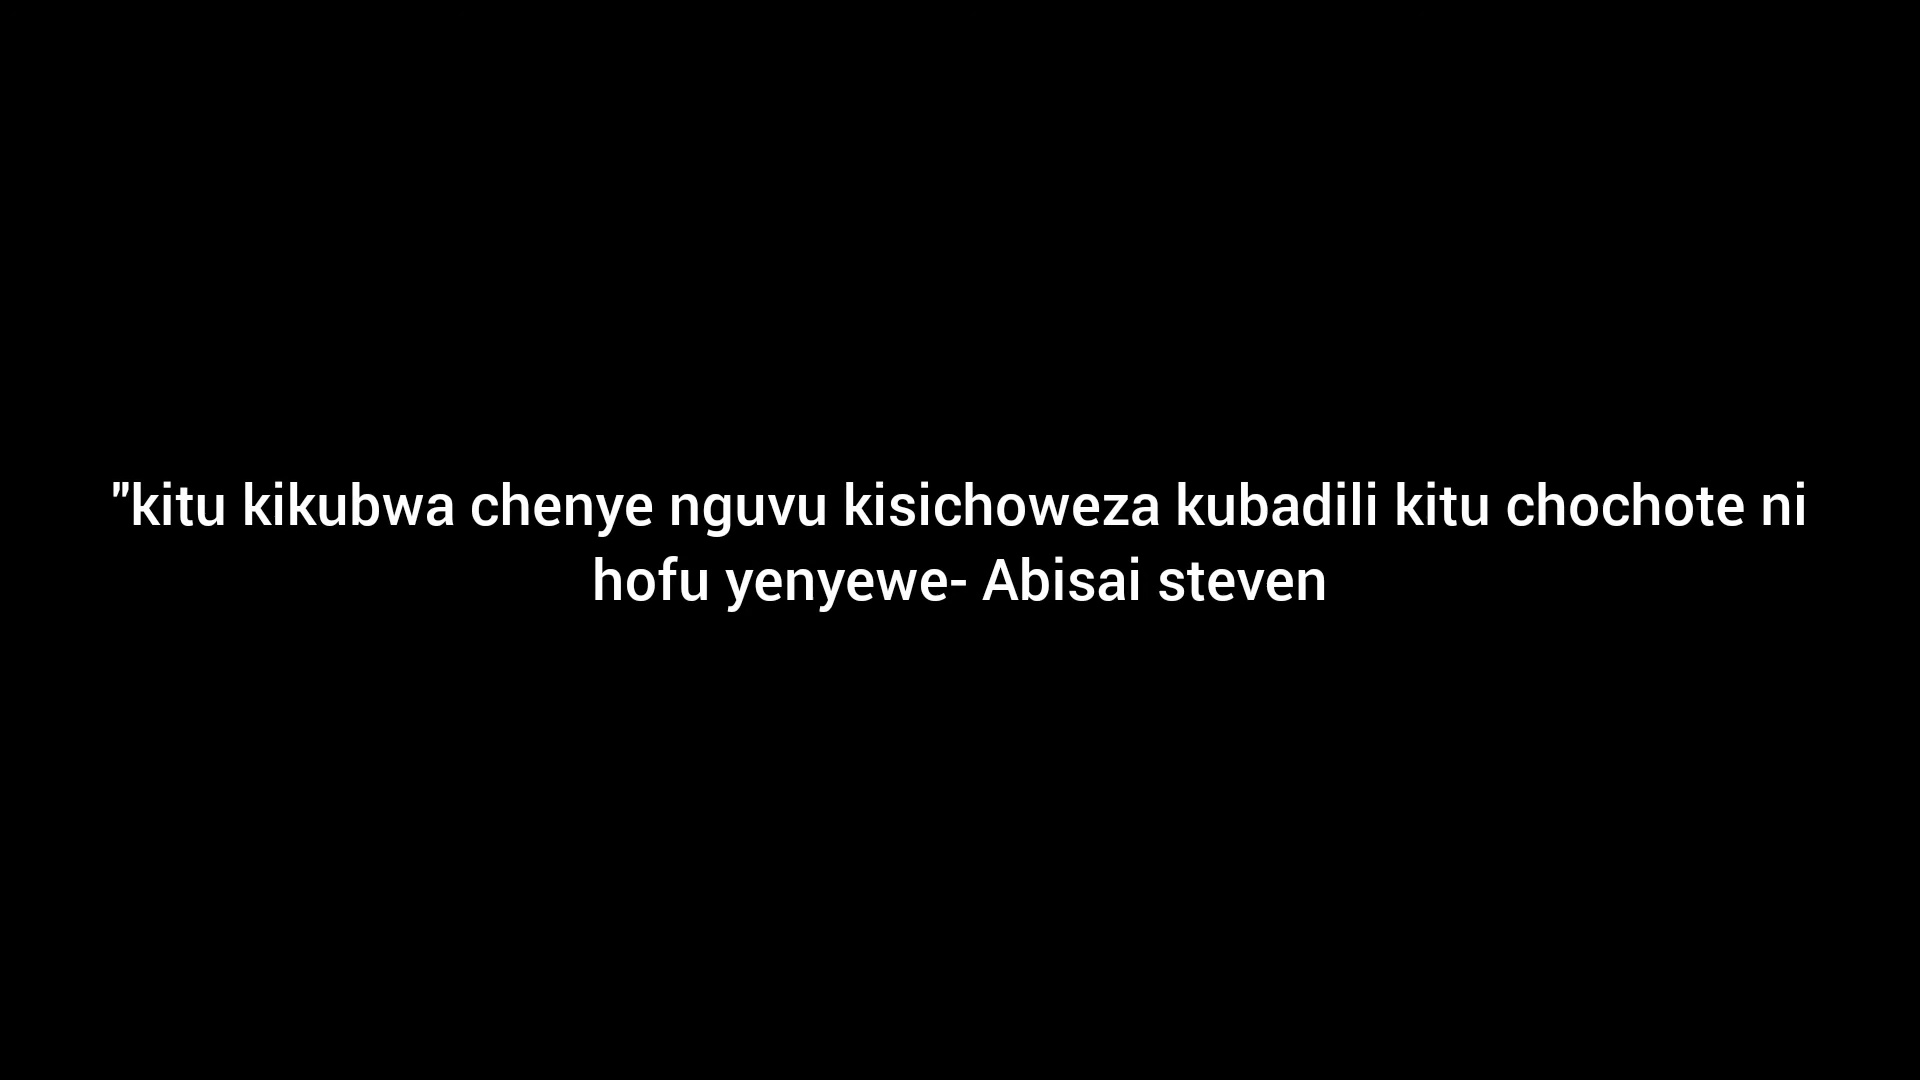 "kitu kikubwa chenye nguvu kisichoweza kubadili kitu chochote ni
hofu yenyewe- Abisai steven